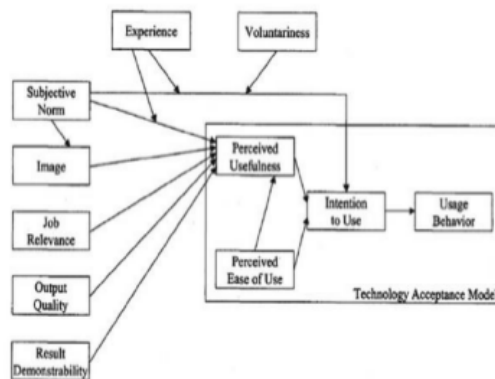 Experience
Voluntariness
Subjective
Norm
Image
Perceived
Usefulness
Intention
to Use
Usage
Behavior
Job
Relevance
Perceived
Ease of Use
Output
Quality
Technology Acceptance Model
Result
Demonstrability